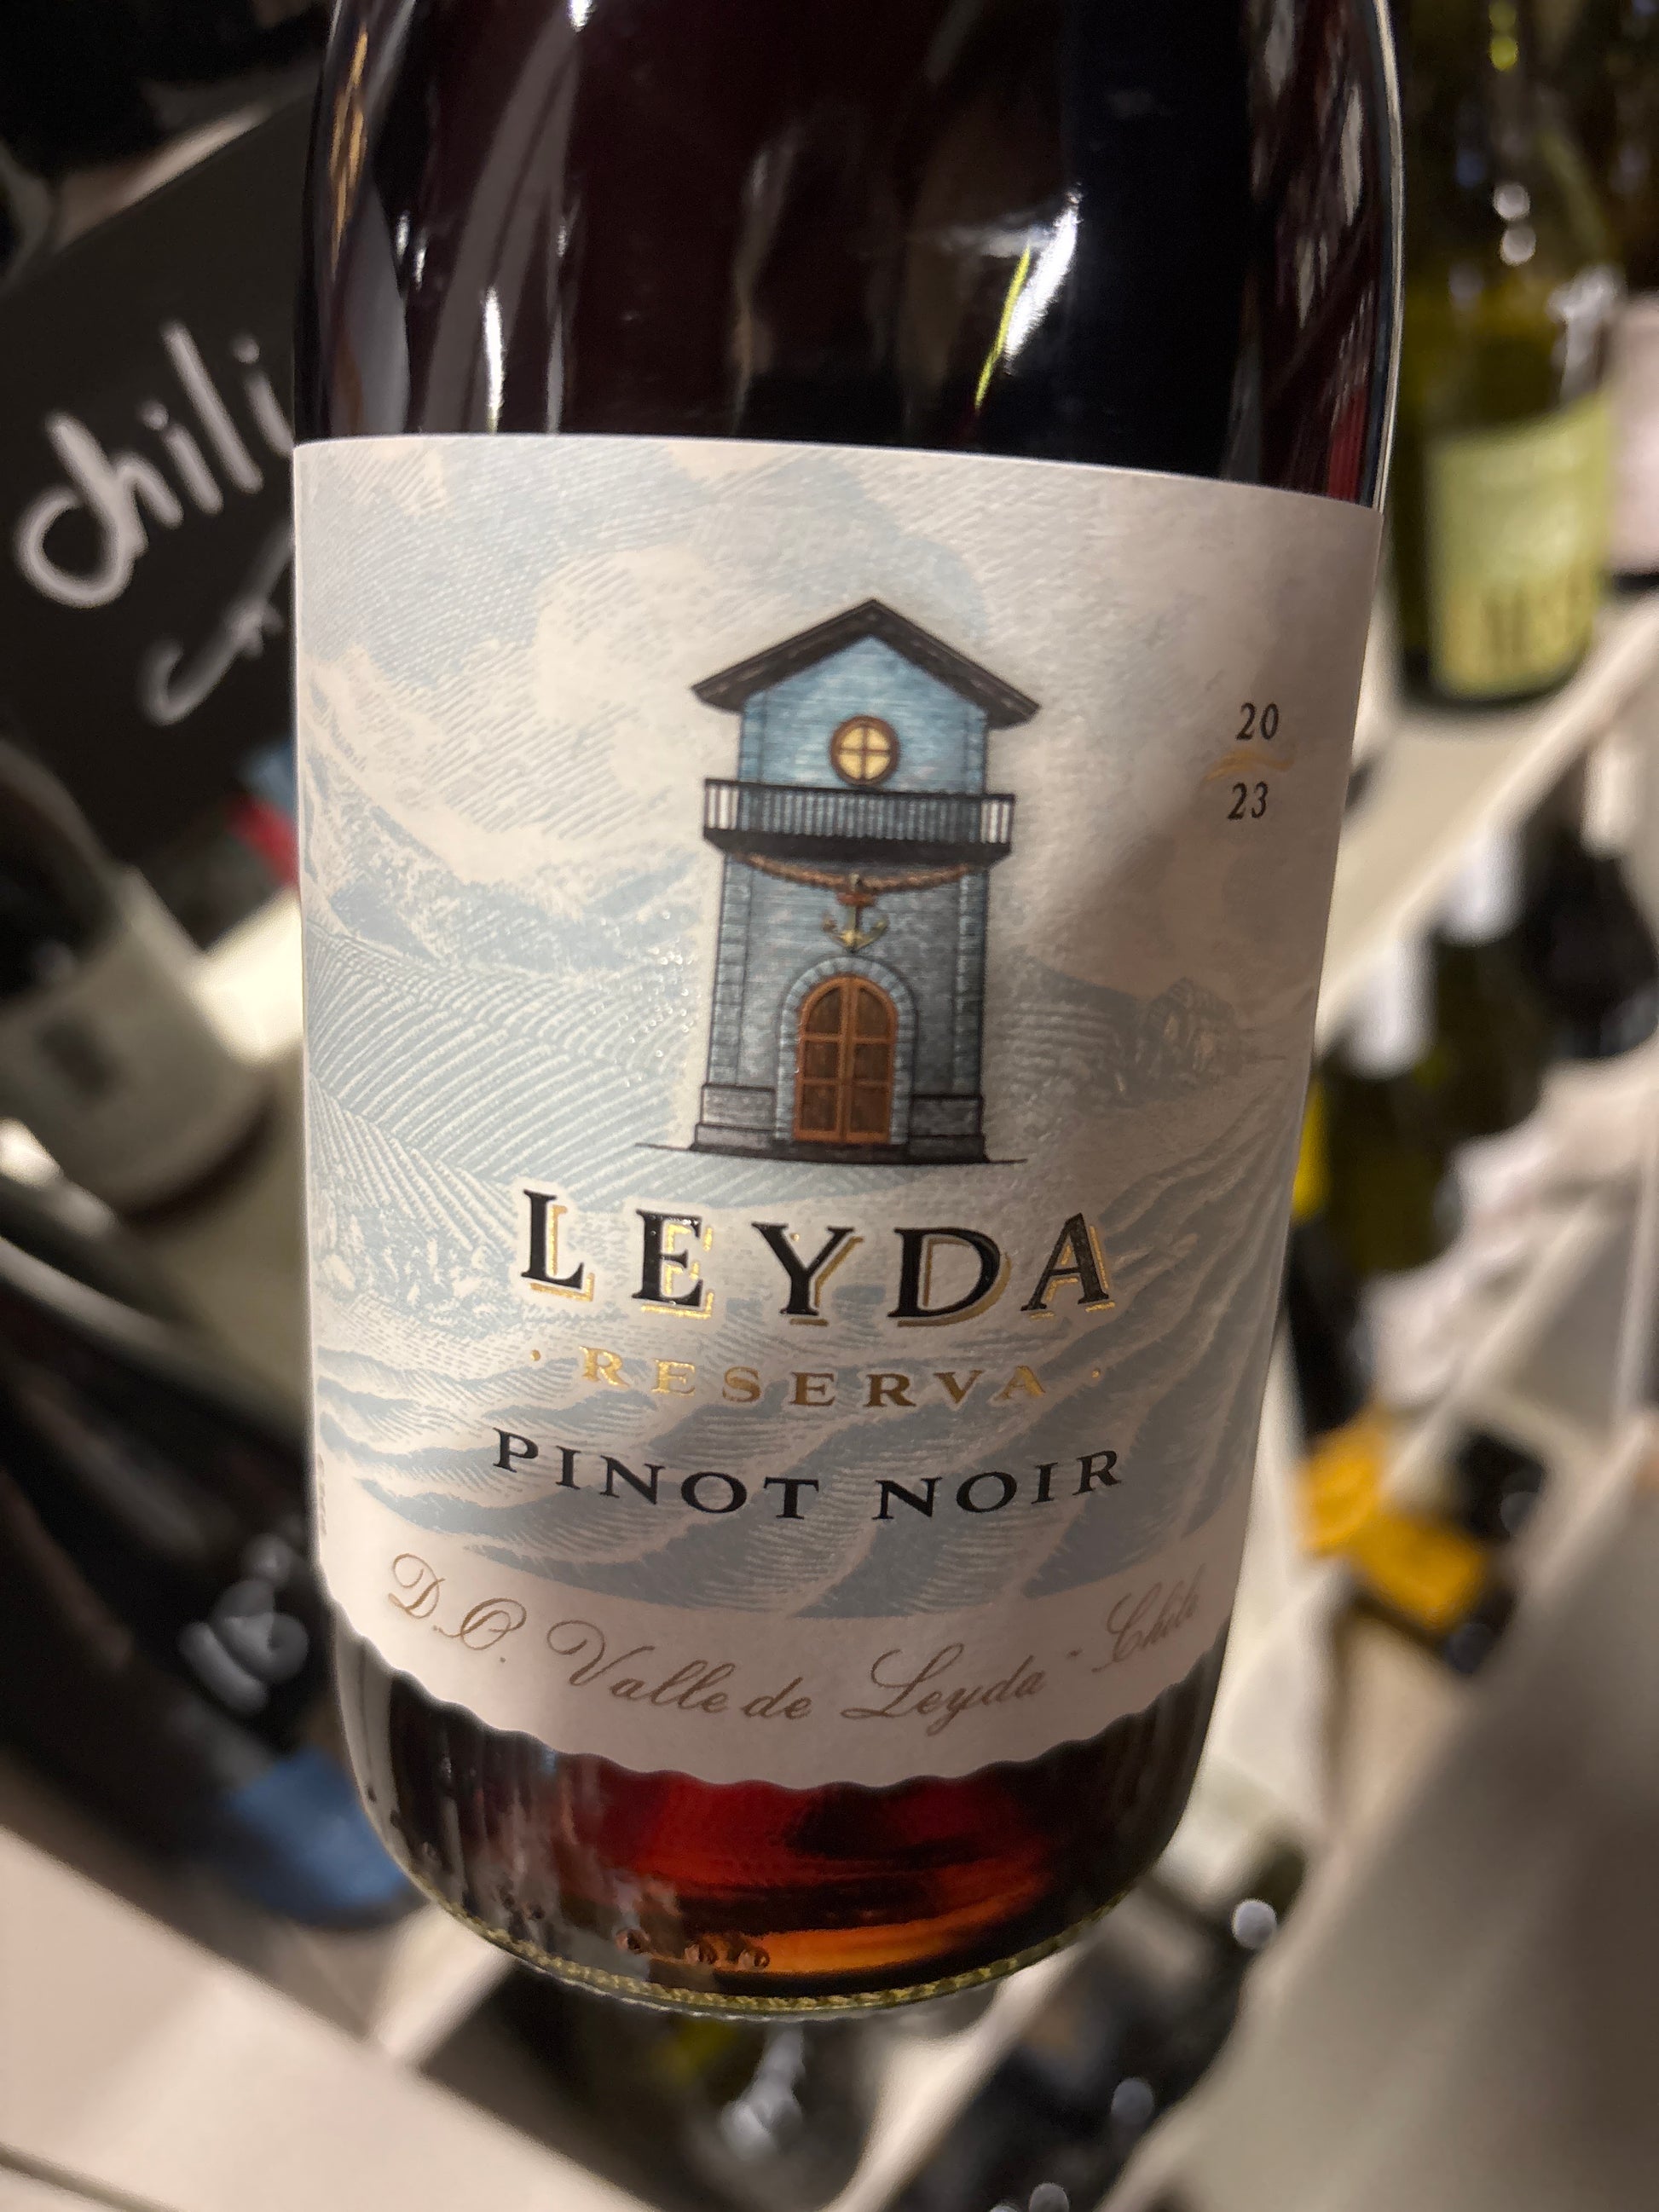 chili
20
23
LEYDA
· RESERVA ·
PINOT NOIR
D.O. Valle de Leyda - Chile